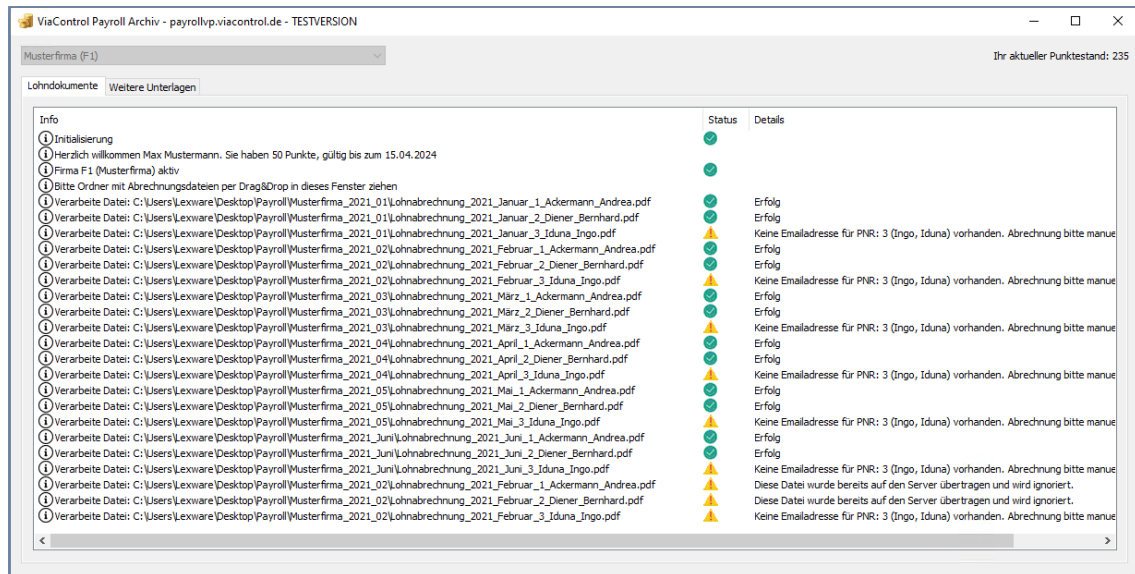 ViaControl Payroll Archiv - payrollvp.viacontrol.de - TESTVERSION
Musterfirma (F1) Ihr aktueller Punktestand: 235
Lohndokumente Weitere Unterlagen
Info Status Details
Initialisierung
Herzlich willkommen Max Mustermann. Sie haben 50 Punkte, gültig bis zum 15.04.2024
Firma F1 (Musterfirma) aktiv
Bitte Ordner mit Abrechnungsdateien per Drag&Drop in dieses Fenster ziehen
Verarbeite Datei: C:\Users\Lexware\Desktop\Payroll\Musterfirma_2021_01\Lohnabrechnung_2021_Januar_1_Ackermann_Andrea.pdf Erfolg
Verarbeite Datei: C:\Users\Lexware\Desktop\Payroll\Musterfirma_2021_01\Lohnabrechnung_2021_Januar_2_Diener_Bernhard.pdf Erfolg
Verarbeite Datei: C:\Users\Lexware\Desktop\Payroll\Musterfirma_2021_01\Lohnabrechnung_2021_Januar_3_Iduna_Ingo.pdf Keine Emailadresse für PNR: 3 (Ingo, Iduna) vorhanden. Abrechnung bitte manue
Verarbeite Datei: C:\Users\Lexware\Desktop\Payroll\Musterfirma_2021_02\Lohnabrechnung_2021_Februar_1_Ackermann_Andrea.pdf Erfolg
Verarbeite Datei: C:\Users\Lexware\Desktop\Payroll\Musterfirma_2021_02\Lohnabrechnung_2021_Februar_2_Diener_Bernhard.pdf Erfolg
Verarbeite Datei: C:\Users\Lexware\Desktop\Payroll\Musterfirma_2021_02\Lohnabrechnung_2021_Februar_3_Iduna_Ingo.pdf Keine Emailadresse für PNR: 3 (Ingo, Iduna) vorhanden. Abrechnung bitte manue
Verarbeite Datei: C:\Users\Lexware\Desktop\Payroll\Musterfirma_2021_03\Lohnabrechnung_2021_März_1_Ackermann_Andrea.pdf Erfolg
Verarbeite Datei: C:\Users\Lexware\Desktop\Payroll\Musterfirma_2021_03\Lohnabrechnung_2021_März_2_Diener_Bernhard.pdf Erfolg
Verarbeite Datei: C:\Users\Lexware\Desktop\Payroll\Musterfirma_2021_03\Lohnabrechnung_2021_März_3_Iduna_Ingo.pdf Keine Emailadresse für PNR: 3 (Ingo, Iduna) vorhanden. Abrechnung bitte manue
Verarbeite Datei: C:\Users\Lexware\Desktop\Payroll\Musterfirma_2021_04\Lohnabrechnung_2021_April_1_Ackermann_Andrea.pdf Erfolg
Verarbeite Datei: C:\Users\Lexware\Desktop\Payroll\Musterfirma_2021_04\Lohnabrechnung_2021_April_2_Diener_Bernhard.pdf Erfolg
Verarbeite Datei: C:\Users\Lexware\Desktop\Payroll\Musterfirma_2021_04\Lohnabrechnung_2021_April_3_Iduna_Ingo.pdf Keine Emailadresse für PNR: 3 (Ingo, Iduna) vorhanden. Abrechnung bitte manue
Verarbeite Datei: C:\Users\Lexware\Desktop\Payroll\Musterfirma_2021_05\Lohnabrechnung_2021_Mai_1_Ackermann_Andrea.pdf Erfolg
Verarbeite Datei: C:\Users\Lexware\Desktop\Payroll\Musterfirma_2021_05\Lohnabrechnung_2021_Mai_2_Diener_Bernhard.pdf Erfolg
Verarbeite Datei: C:\Users\Lexware\Desktop\Payroll\Musterfirma_2021_05\Lohnabrechnung_2021_Mai_3_Iduna_Ingo.pdf Keine Emailadresse für PNR: 3 (Ingo, Iduna) vorhanden. Abrechnung bitte manue
Verarbeite Datei: C:\Users\Lexware\Desktop\Payroll\Musterfirma_2021_Juni\Lohnabrechnung_2021_Juni_1_Ackermann_Andrea.pdf Erfolg
Verarbeite Datei: C:\Users\Lexware\Desktop\Payroll\Musterfirma_2021_Juni\Lohnabrechnung_2021_Juni_2_Diener_Bernhard.pdf Erfolg
Verarbeite Datei: C:\Users\Lexware\Desktop\Payroll\Musterfirma_2021_Juni\Lohnabrechnung_2021_Juni_3_Iduna_Ingo.pdf Keine Emailadresse für PNR: 3 (Ingo, Iduna) vorhanden. Abrechnung bitte manue
Verarbeite Datei: C:\Users\Lexware\Desktop\Payroll\Musterfirma_2021_02\Lohnabrechnung_2021_Februar_1_Ackermann_Andrea.pdf Diese Datei wurde bereits auf den Server übertragen und wird ignoriert.
Verarbeite Datei: C:\Users\Lexware\Desktop\Payroll\Musterfirma_2021_02\Lohnabrechnung_2021_Februar_2_Diener_Bernhard.pdf Diese Datei wurde bereits auf den Server übertragen und wird ignoriert.
Verarbeite Datei: C:\Users\Lexware\Desktop\Payroll\Musterfirma_2021_02\Lohnabrechnung_2021_Februar_3_Iduna_Ingo.pdf Keine Emailadresse für PNR: 3 (Ingo, Iduna) vorhanden. Abrechnung bitte manue